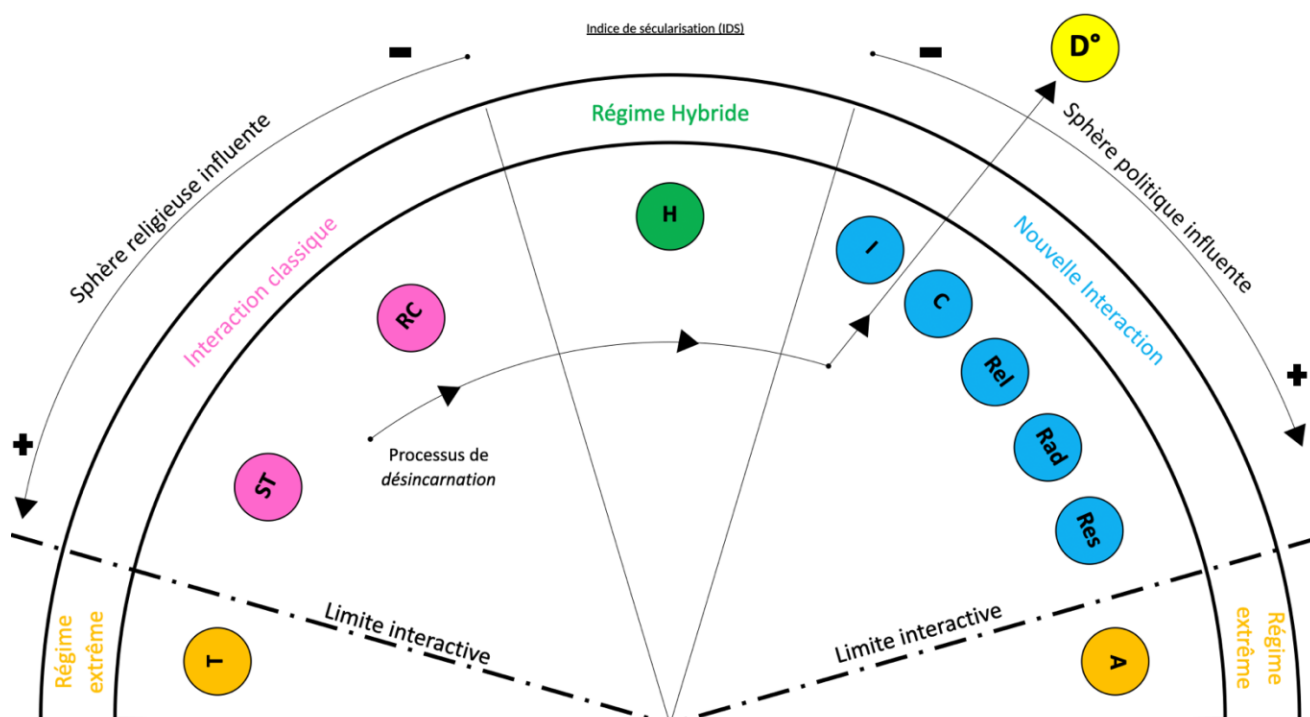 Indice de sécularisation (IDS)
-
-
D°
Sphère religieuse influente
Régime Hybride
Sphère politique influente
Interaction classique
Nouvelle Interaction
H
I
RC
C
Rel
+
+
Rad
Processus de
désincarnation
ST
Res
Limite interactive
Limite interactive
Régime
extrême
T
A
Régime
extrême